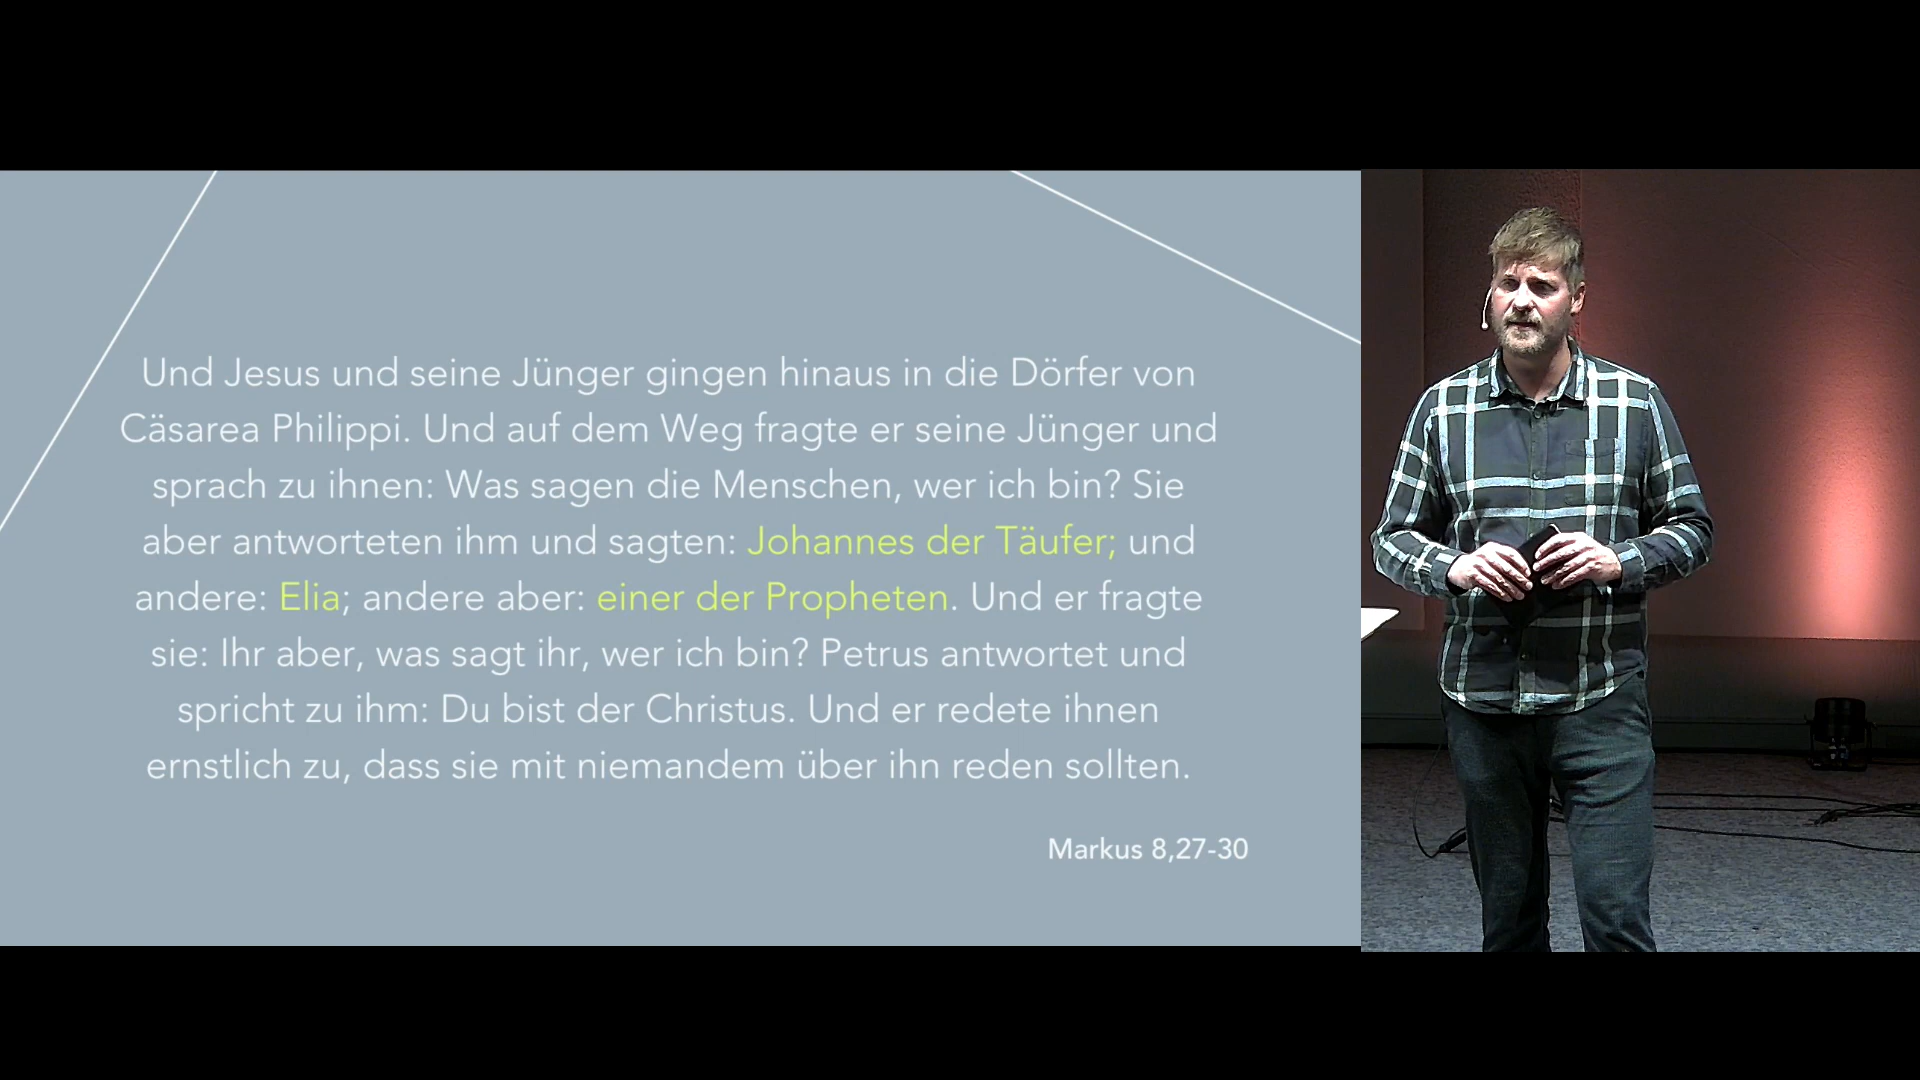 Und Jesus und seine Jünger gingen hinaus in die Dörfer von
Cäsarea Philippi. Und auf dem Weg fragte er seine Jünger und
sprach zu ihnen: Was sagen die Menschen, wer ich bin? Sie
aber antworteten ihm und sagten: Johannes der Täufer; und
andere: Elia; andere aber: einer der Propheten. Und er fragte
sie: Ihr aber, was sagt ihr, wer ich bin? Petrus antwortet und
spricht zu ihm: Du bist der Christus. Und er redete ihnen
ernstlich zu, dass sie mit niemandem über ihn reden sollten.
Markus 8,27-30